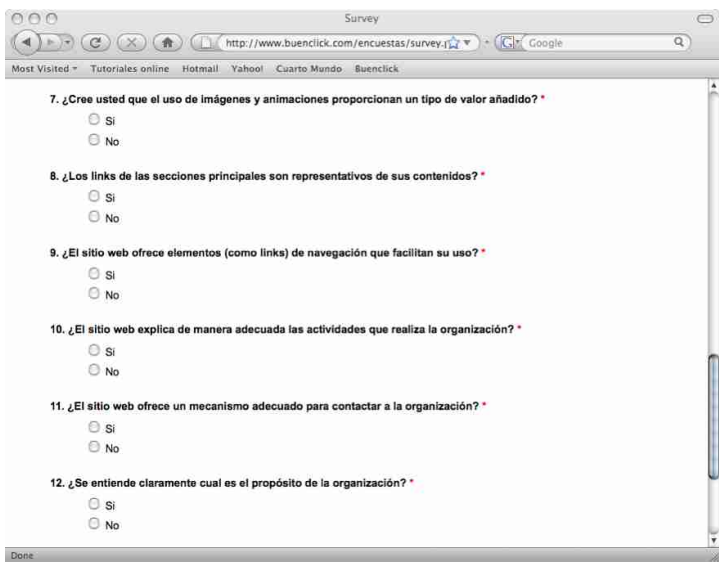 Survey
http://www.buenclick.com/encuestas/survey.
Google
Most Visited Tutoriales online Hotmail Yahoo! Cuarto Mundo Buenclick
7. ¿Cree usted que el uso de imágenes y animaciones proporcionan un tipo de valor añadido? *
Si
No
8. ¿Los links de las secciones principales son representativos de sus contenidos? *
Si
No
9. ¿El sitio web ofrece elementos (como links) de navegación que facilitan su uso? *
Si
No
10. ¿El sitio web explica de manera adecuada las actividades que realiza la organización? *
Si
No
11. ¿El sitio web ofrece un mecanismo adecuado para contactar a la organización? *
Si
No
12. ¿Se entiende claramente cual es el propósito de la organización? *
Si
No
Done